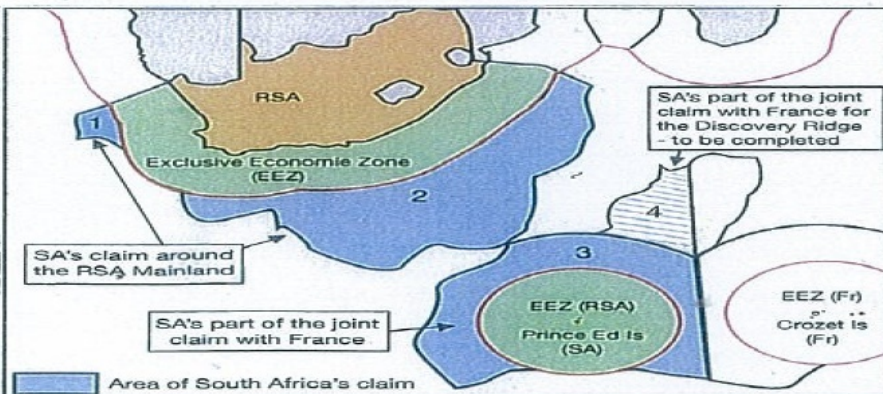 RSA
SA's part of the joint
claim with France for
the Discovery Ridge
- to be completed
1
Exclusive Economic Zone
(EEZ)
2
4
SA's claim around
the RSA Mainland
3
EEZ (RSA)
Prince Ed Is
(SA)
EEZ (Fr)
Crozet Is
(Fr)
SA's part of the joint
claim with France
Area of South Africa's claim